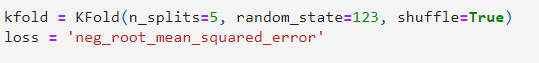 kfold = KFold(n_splits=5, random_state=123, shuffle=True)
loss = 'neg_root_mean_squared_error'